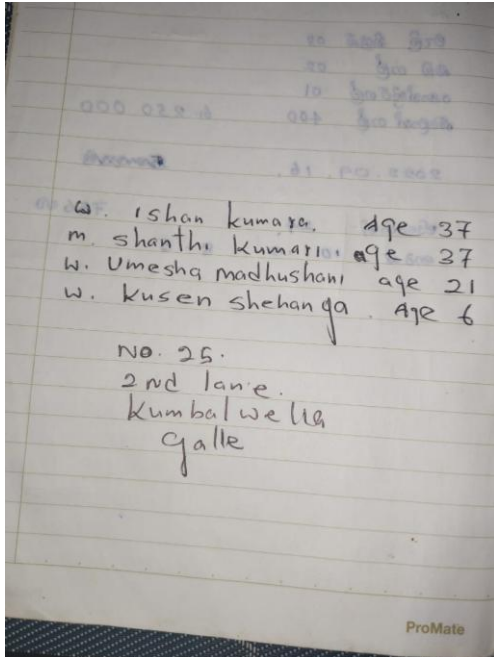 W. Ishan kumara. Age 37
m. shanthi kumari. age 37
W. Umesha madhushani age 21
W. Kusen shehanga. Age 6
No. 25.
2nd lane.
Kumbalwella
Galle
ProMate